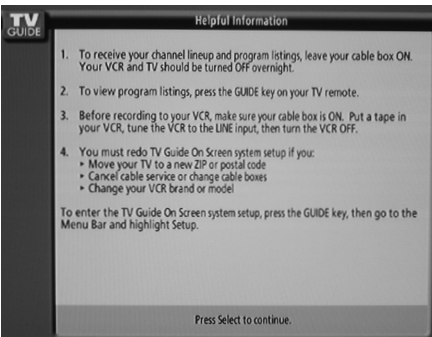 TV
GUIDE
Helpful Information
1. To receive your channel lineup and program listings, leave your cable box ON.
Your VCR and TV should be turned OFF overnight.
2. To view program listings, press the GUIDE key on your TV remote.
3. Before recording to your VCR, make sure your cable box is ON. Put a tape in
your VCR, tune the VCR to the LINE input, then turn the VCR OFF.
4. You must redo TV Guide On Screen system setup if you:
▸ Move your TV to a new ZIP or postal code
▸ Cancel cable service or change cable boxes
▸ Change your VCR brand or model
To enter the TV Guide On Screen system setup, press the GUIDE key, then go to the
Menu Bar and highlight Setup.
Press Select to continue.